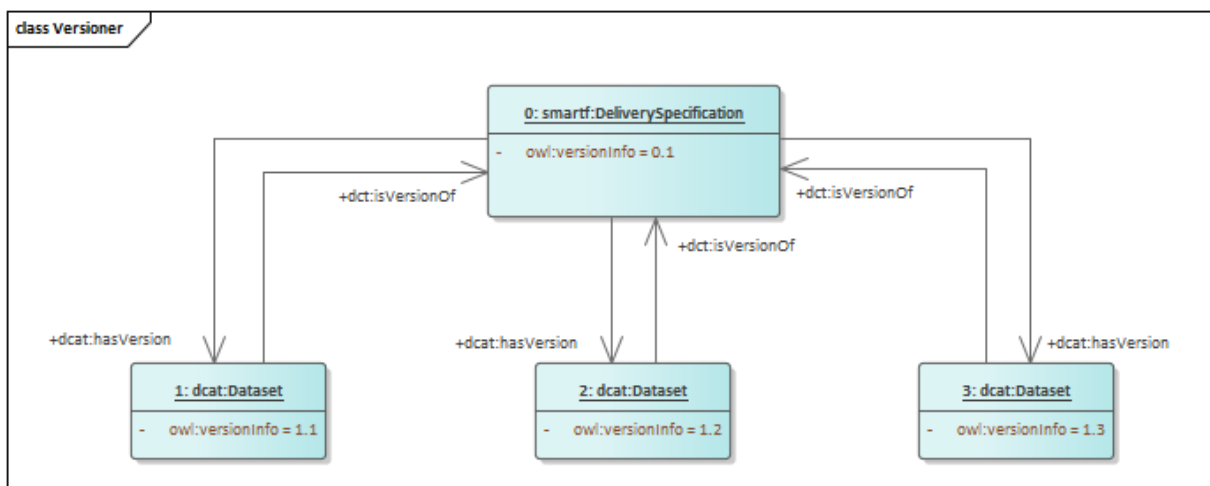 class Versioner
0: smartf:DeliverySpecification
- owl:versionInfo = 0.1
+dct:isVersionOf
+dct:isVersionOf
+dct:isVersionOf
+dcat:hasVersion
+dcat:hasVersion
+dcat:hasVersion
1: dcat:Dataset
- owl:versionInfo = 1.1
2: dcat:Dataset
- owl:versionInfo = 1.2
3: dcat:Dataset
- owl:versionInfo = 1.3